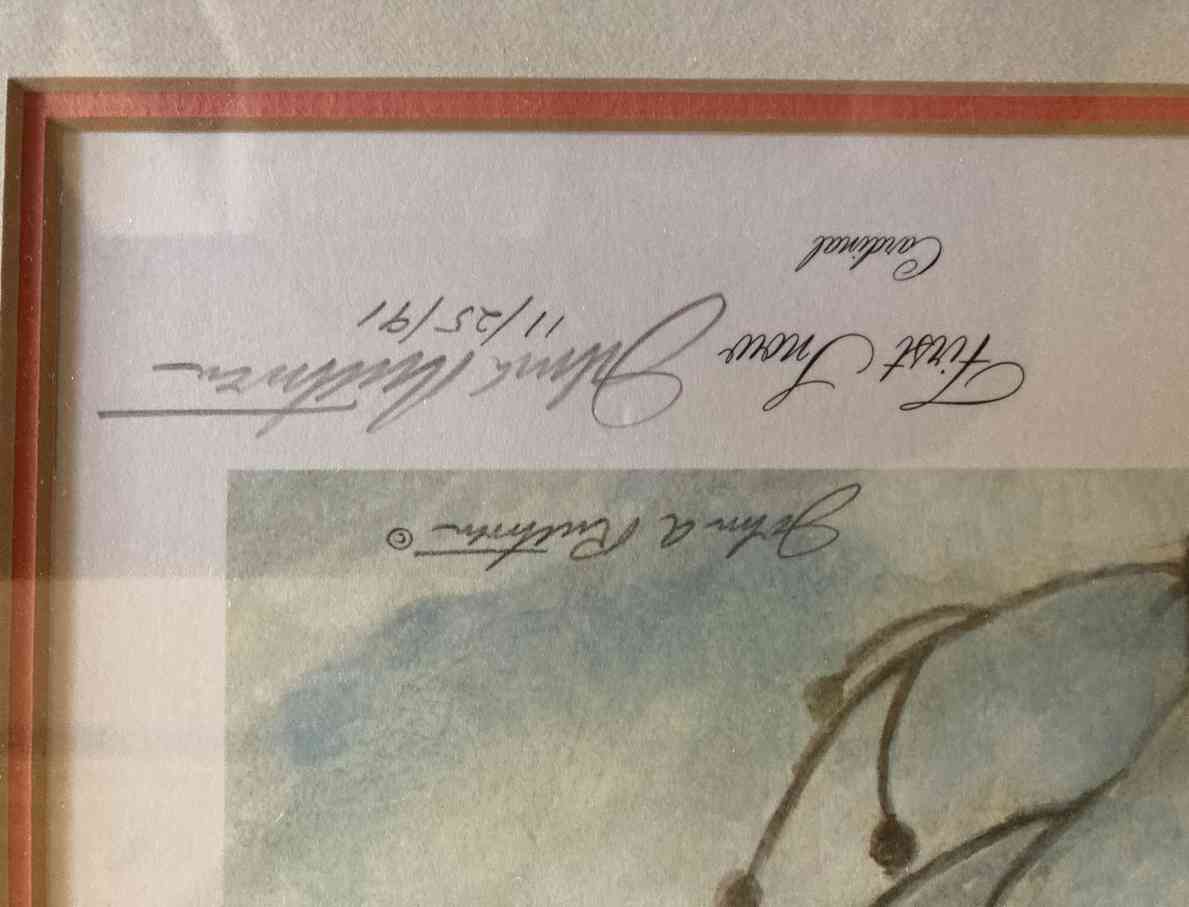 John A Ruthven ©
First Snow John A Ruthven
11/25/91
Cardinal